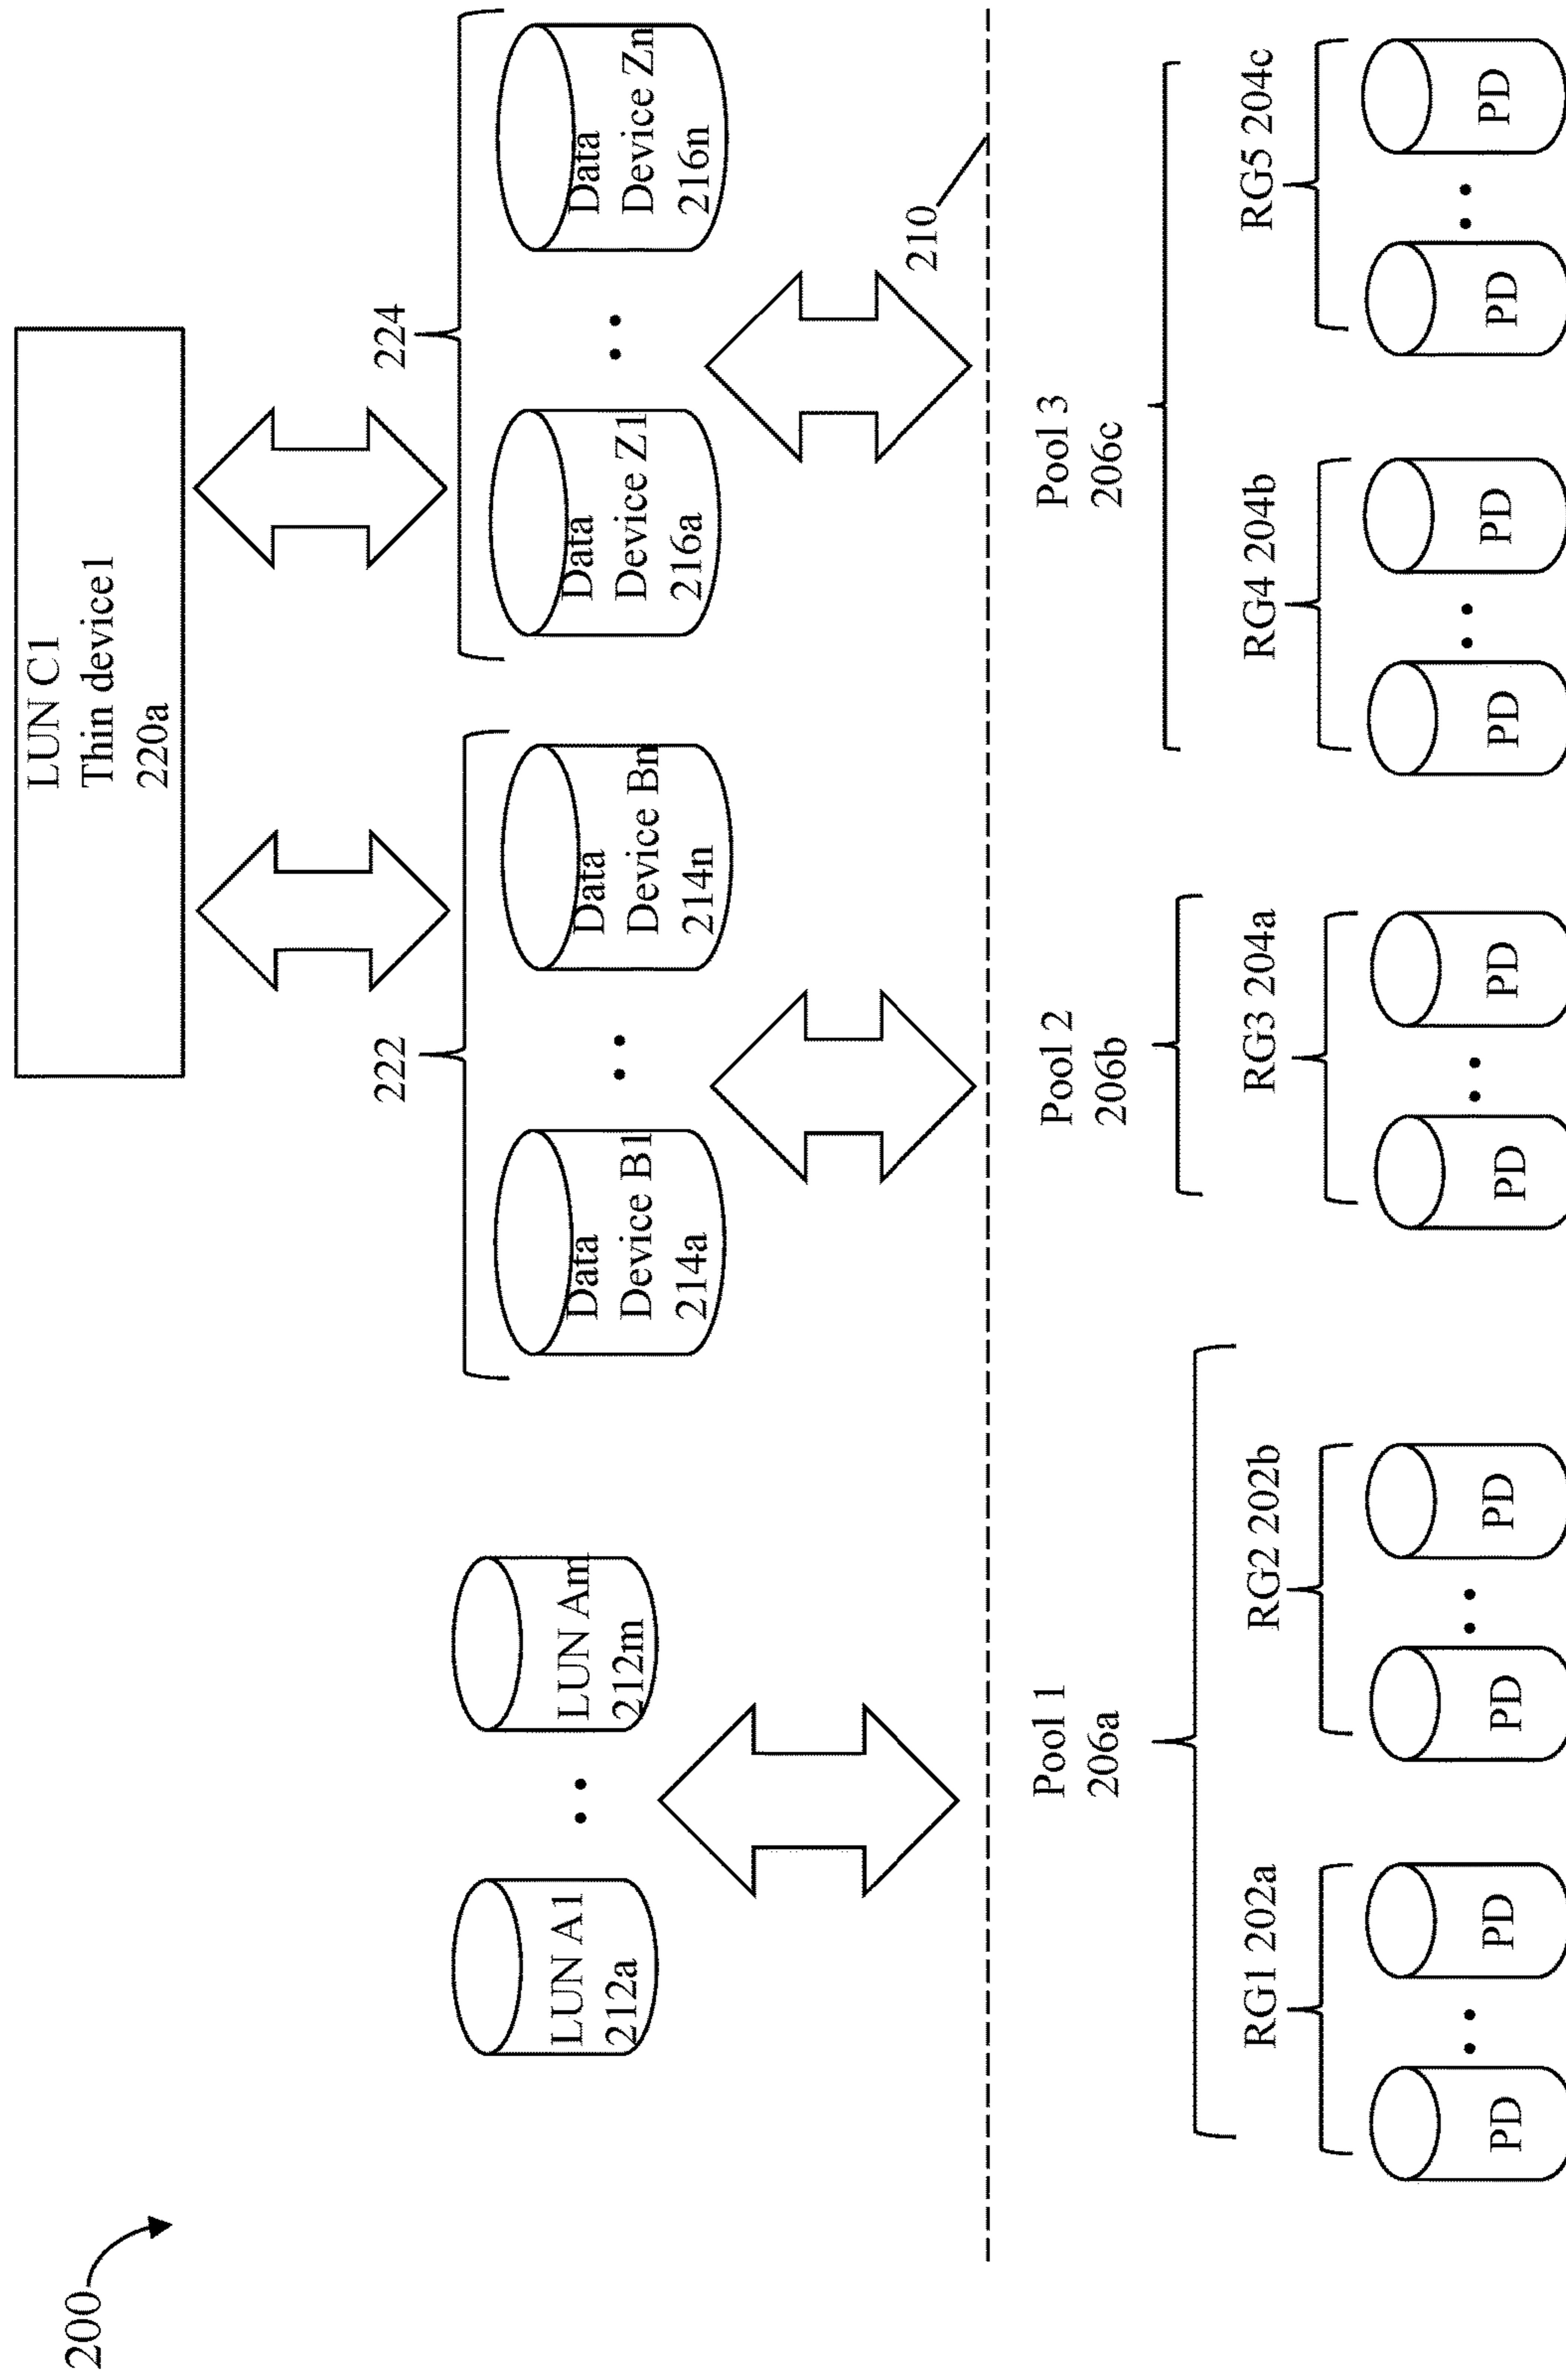 200
LUN C1
Thin device1
220a
222
224
LUN A1
212a
LUN Am
212m
Data
Device B1
214a
Data
Device Bn
214n
Data
Device Z1
216a
Data
Device Zn
216n
210
Pool 1
206a
Pool 2
206b
Pool 3
206c
RG1 202a
RG2 202b
RG3 204a
RG4 204b
RG5 204c
PD
PD
PD
PD
PD
PD
PD
PD
PD
PD